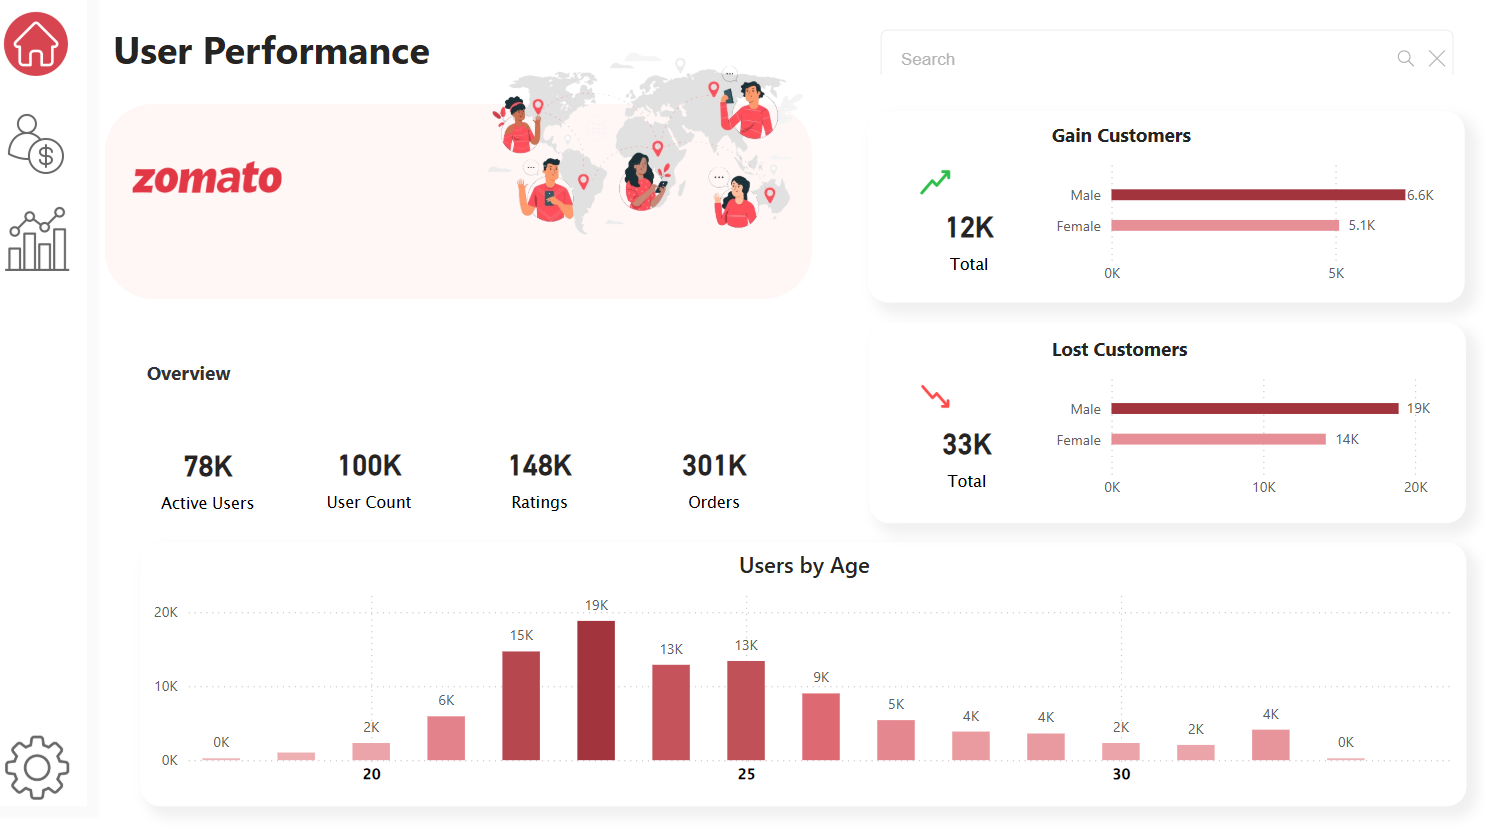 User Performance
Search
zomato
Gain Customers
12K
Total
Male 6.6K
Female 5.1K
0K 5K
Overview
78K
Active Users
100K
User Count
148K
Ratings
301K
Orders
Lost Customers
33K
Total
Male 19K
Female 14K
0K 10K 20K
Users by Age
20K
10K
0K
0K 2K 6K 15K 19K 13K 13K 9K 5K 4K 4K 2K 2K 4K 0K
20 25 30